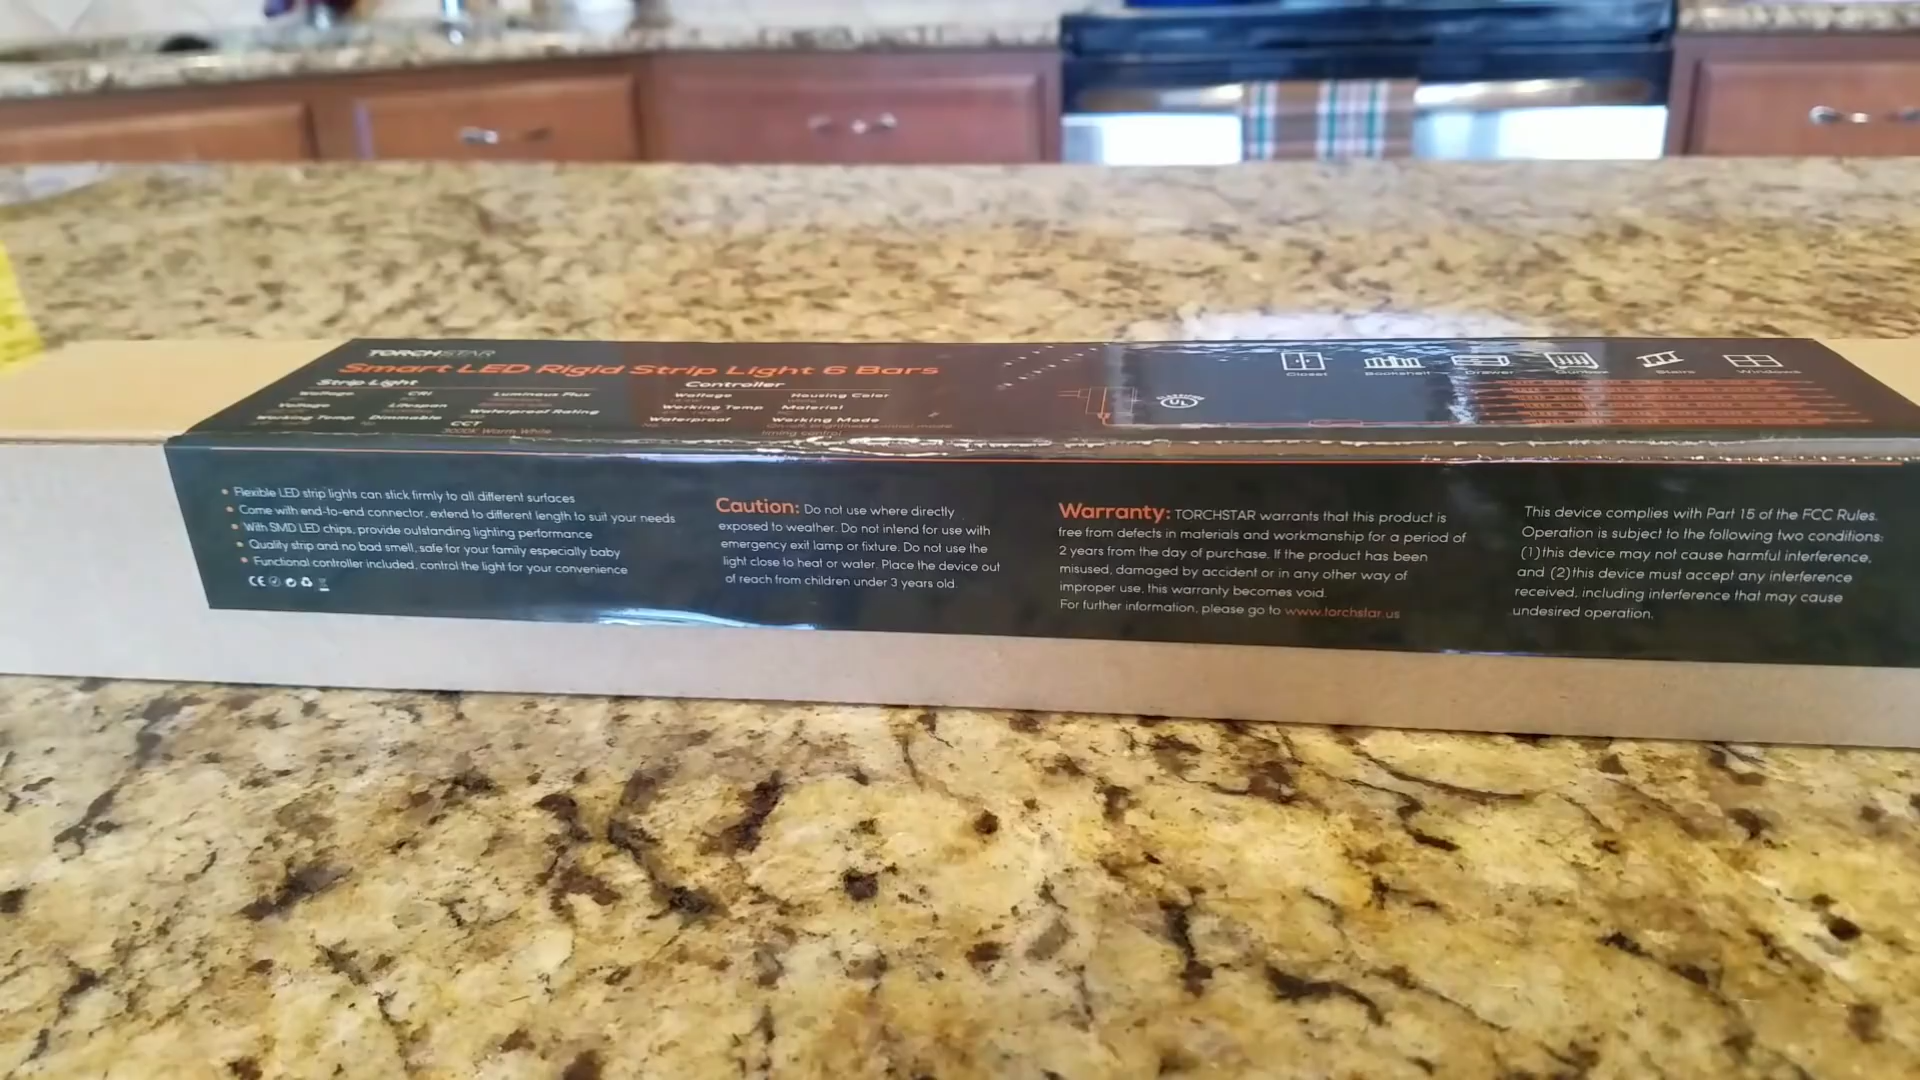 TORCHSTAR
Smart LED Rigid Strip Light 6 Bars
Strip Light
Wattage CRI Luminous Flux
Voltage Lifespan Waterproof Rating
Working Temp Dimmable CCT
3000K Warm White
Controller
Wattage Housing Color
Working Temp Material
Waterproof Working Mode
timing control
UL
Closet Bookshelf Drawer Stairs Windows
• Flexible LED strip lights can stick firmly to all different surfaces
• Come with end-to-end connector, extend to different length to suit your needs
• With SMD LED chips, provide outstanding lighting performance
• Quality strip and no bad smell, safe for your family especially baby
• Functional controller included, control the light for your convenience
CE
Caution: Do not use where directly
exposed to weather. Do not intend for use with
emergency exit lamp or fixture. Do not use the
light close to heat or water. Place the device out
of reach from children under 3 years old.
Warranty: TORCHSTAR warrants that this product is
free from defects in materials and workmanship for a period of
2 years from the day of purchase. If the product has been
misused, damaged by accident or in any other way of
improper use, this warranty becomes void.
For further information, please go to www.torchstar.us
This device complies with Part 15 of the FCC Rules.
Operation is subject to the following two conditions:
(1)this device may not cause harmful interference,
and (2)this device must accept any interference
received, including interference that may cause
undesired operation.